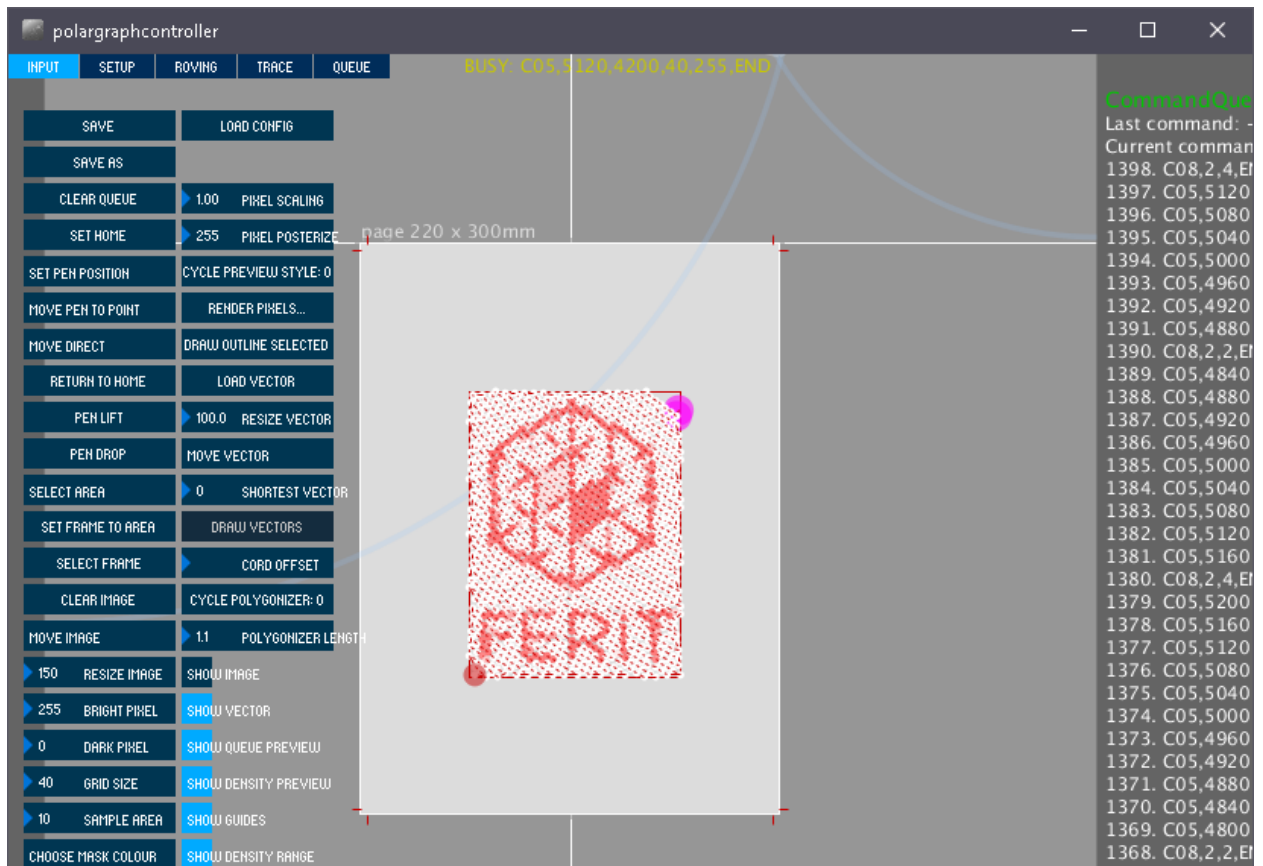 polargraphcontroller
INPUT SETUP ROVING TRACE QUEUE
BUSY: C05,5120,4200,40,255,END
SAVE LOAD CONFIG
SAVE AS
CLEAR QUEUE 1.00 PIXEL SCALING
SET HOME 255 PIXEL POSTERIZE
SET PEN POSITION CYCLE PREVIEW STYLE: 0
MOVE PEN TO POINT RENDER PIXELS...
MOVE DIRECT DRAW OUTLINE SELECTED
RETURN TO HOME LOAD VECTOR
PEN LIFT 100.0 RESIZE VECTOR
PEN DROP MOVE VECTOR
SELECT AREA 0 SHORTEST VECTOR
SET FRAME TO AREA DRAW VECTORS
SELECT FRAME CORD OFFSET
CLEAR IMAGE CYCLE POLYGONIZER: 0
MOVE IMAGE 1.1 POLYGONIZER LENGTH
150 RESIZE IMAGE SHOW IMAGE
255 BRIGHT PIXEL SHOW VECTOR
0 DARK PIXEL SHOW QUEUE PREVIEW
40 GRID SIZE SHOW DENSITY PREVIEW
10 SAMPLE AREA SHOW GUIDES
CHOOSE MASK COLOUR SHOW DENSITY RANGE
page 220 x 300mm
FERIT
CommandQue
Last command: -
Current comman
1398. C08,2,4,E
1397. C05,5120
1396. C05,5080
1395. C05,5040
1394. C05,5000
1393. C05,4960
1392. C05,4920
1391. C05,4880
1390. C08,2,2,E
1389. C05,4840
1388. C05,4880
1387. C05,4920
1386. C05,4960
1385. C05,5000
1384. C05,5040
1383. C05,5080
1382. C05,5120
1381. C05,5160
1380. C08,2,4,E
1379. C05,5200
1378. C05,5160
1377. C05,5120
1376. C05,5080
1375. C05,5040
1374. C05,5000
1373. C05,4960
1372. C05,4920
1371. C05,4880
1370. C05,4840
1369. C05,4800
1368. C08,2,2,E